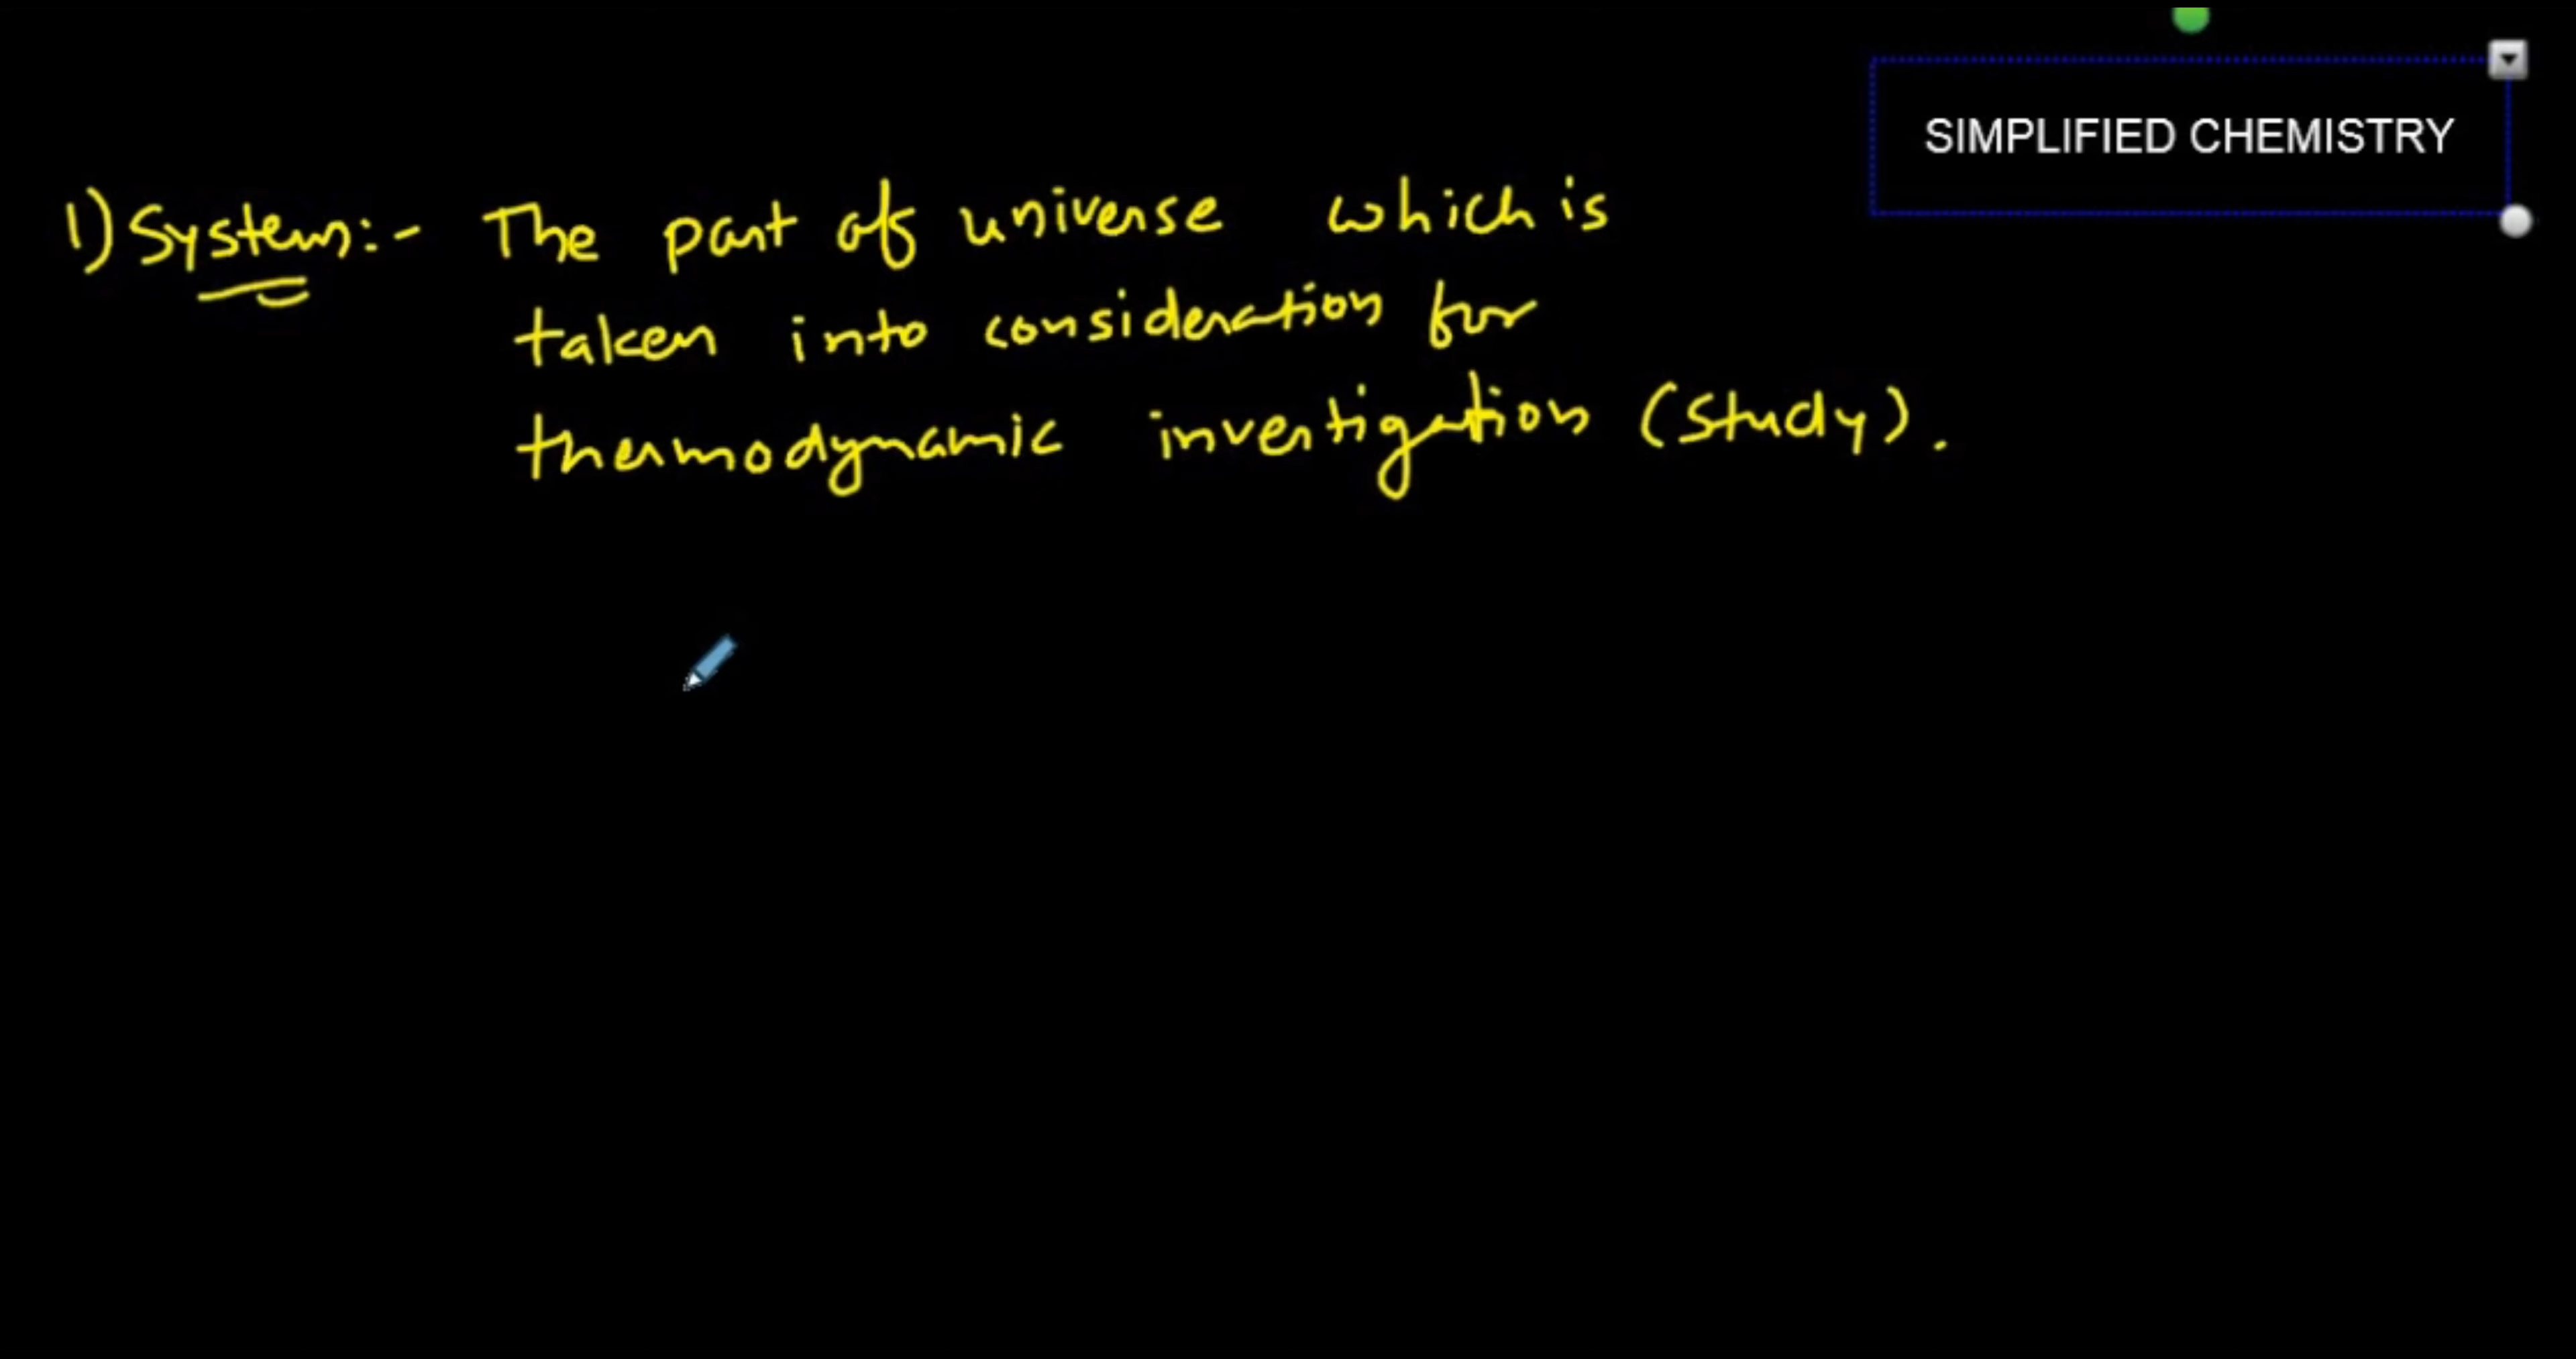 SIMPLIFIED CHEMISTRY
1) System:- The part of universe which is
taken into consideration for
thermodynamic investigation (study).